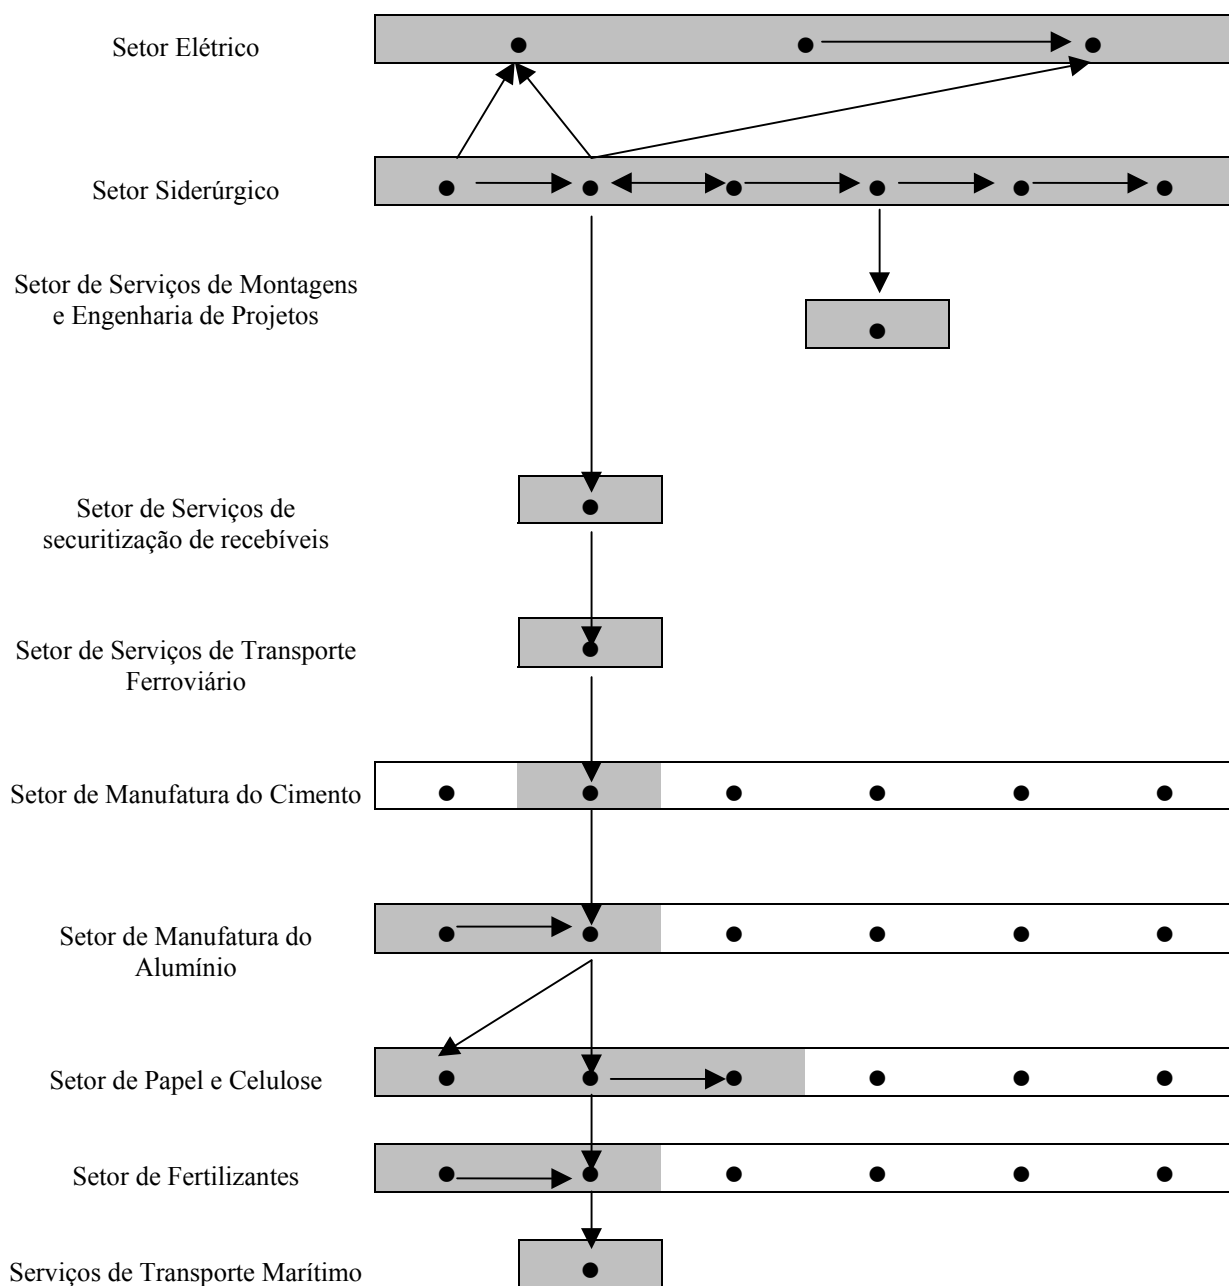 Setor Elétrico
Setor Siderúrgico
Setor de Serviços de Montagens
e Engenharia de Projetos
Setor de Serviços de
securitização de recebíveis
Setor de Serviços de Transporte
Ferroviário
Setor de Manufatura do Cimento
Setor de Manufatura do
Alumínio
Setor de Papel e Celulose
Setor de Fertilizantes
Serviços de Transporte Marítimo